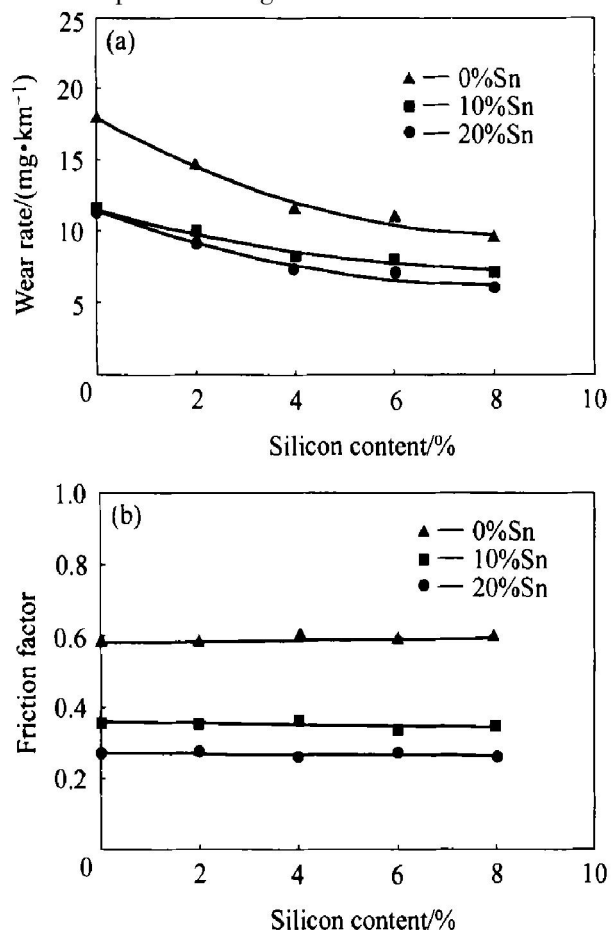 25
(a)
▲ — 0%Sn
■ — 10%Sn
● — 20%Sn
20
15
10
5
0 2 4 6 8 10
Wear rate/(mg•km⁻¹)
Silicon content/%
1.0
(b)
▲ — 0%Sn
■ — 10%Sn
● — 20%Sn
0.8
0.6
0.4
0.2
0 2 4 6 8 10
Friction factor
Silicon content/%